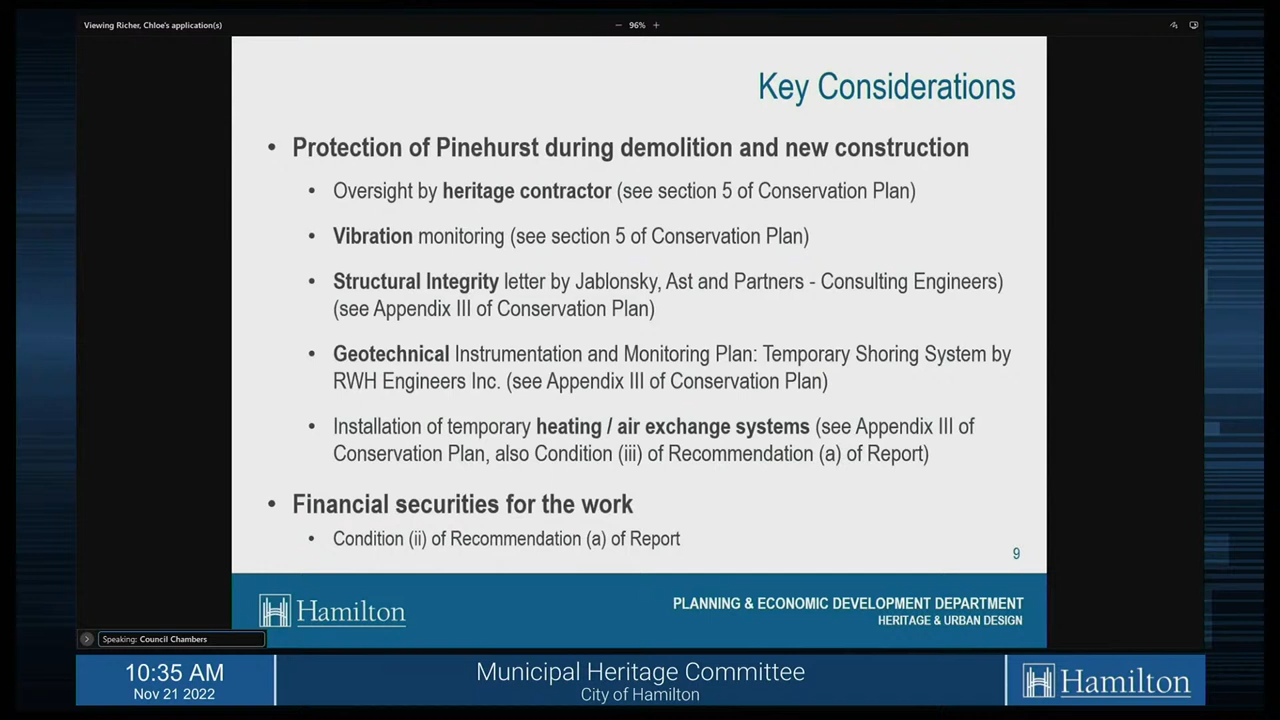 Viewing Richer, Chloe's application(s)
− 96% +
Key Considerations
• Protection of Pinehurst during demolition and new construction
• Oversight by heritage contractor (see section 5 of Conservation Plan)
• Vibration monitoring (see section 5 of Conservation Plan)
• Structural Integrity letter by Jablonsky, Ast and Partners - Consulting Engineers)
(see Appendix III of Conservation Plan)
• Geotechnical Instrumentation and Monitoring Plan: Temporary Shoring System by
RWH Engineers Inc. (see Appendix III of Conservation Plan)
• Installation of temporary heating / air exchange systems (see Appendix III of
Conservation Plan, also Condition (iii) of Recommendation (a) of Report)
• Financial securities for the work
• Condition (ii) of Recommendation (a) of Report
9
Hamilton
PLANNING & ECONOMIC DEVELOPMENT DEPARTMENT
HERITAGE & URBAN DESIGN
Speaking: Council Chambers
10:35 AM
Nov 21 2022
Municipal Heritage Committee
City of Hamilton
Hamilton